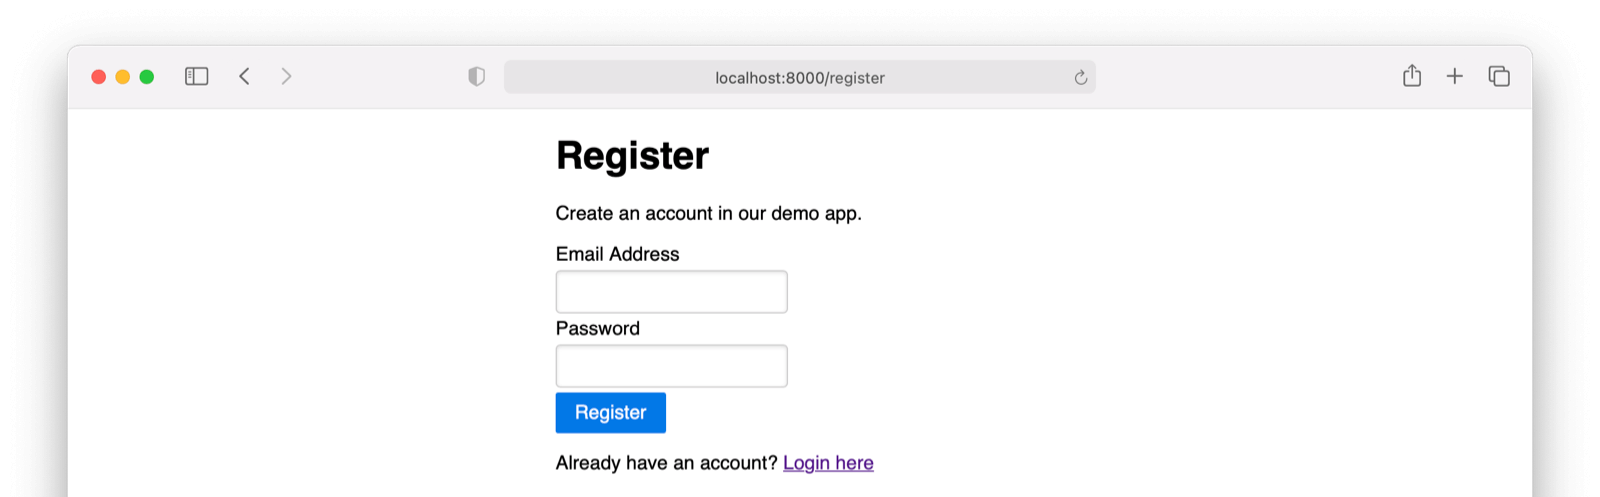 localhost:8000/register
Register
Create an account in our demo app.
Email Address
Password
Register
Already have an account? Login here